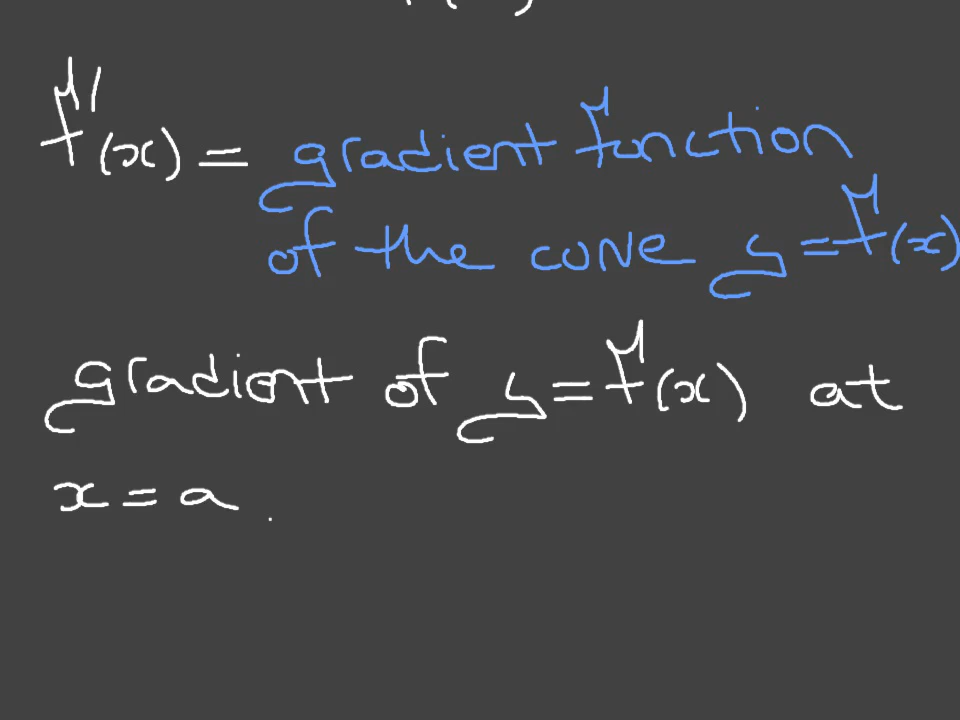 f'(x) = gradient function
of the curve y = f(x)
gradient of y = f(x) at
x = a